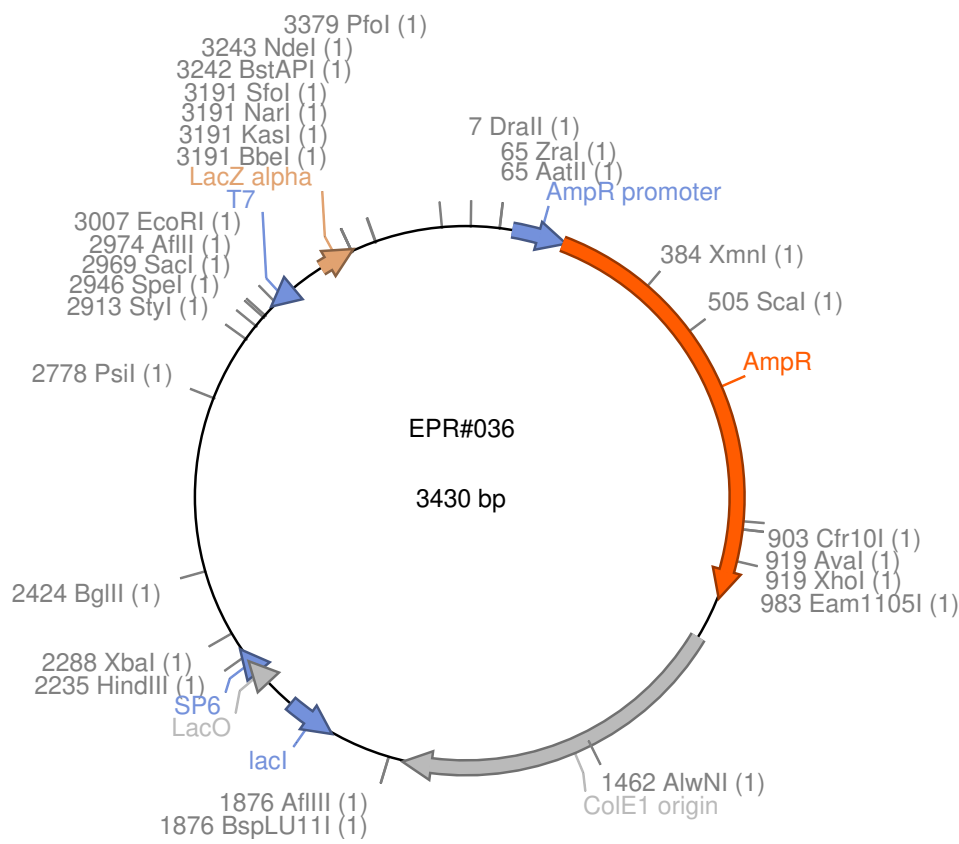 3379 PfoI (1)
3243 NdeI (1)
3242 BstAPI (1)
3191 SfoI (1)
3191 NarI (1)
3191 KasI (1)
3191 BbeI (1)
LacZ alpha
T7
3007 EcoRI (1)
2974 AflII (1)
2969 SacI (1)
2946 SpeI (1)
2913 StyI (1)
2778 PsiI (1)
2424 BglII (1)
2288 XbaI (1)
2235 HindIII (1)
SP6
LacO
lacI
1876 AflIII (1)
1876 BspLU11I (1)
7 DraII (1)
65 ZraI (1)
65 AatII (1)
AmpR promoter
384 XmnI (1)
505 ScaI (1)
AmpR
903 Cfr10I (1)
919 AvaI (1)
919 XhoI (1)
983 Eam1105I (1)
1462 AlwNI (1)
ColE1 origin
EPR#036
3430 bp